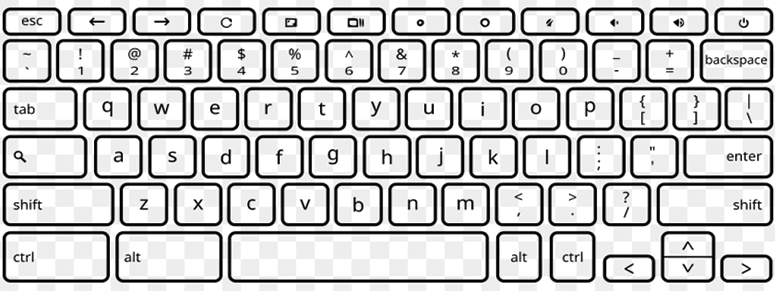 esc ← →
~ ! @ # $ % ^ & * ( ) _ +
` 1 2 3 4 5 6 7 8 9 0 - = backspace
tab q w e r t y u i o p { } |
[ ] \
a s d f g h j k l : " enter
; '
shift z x c v b n m < > ? shift
, . /
ctrl alt alt ctrl < ^ v >